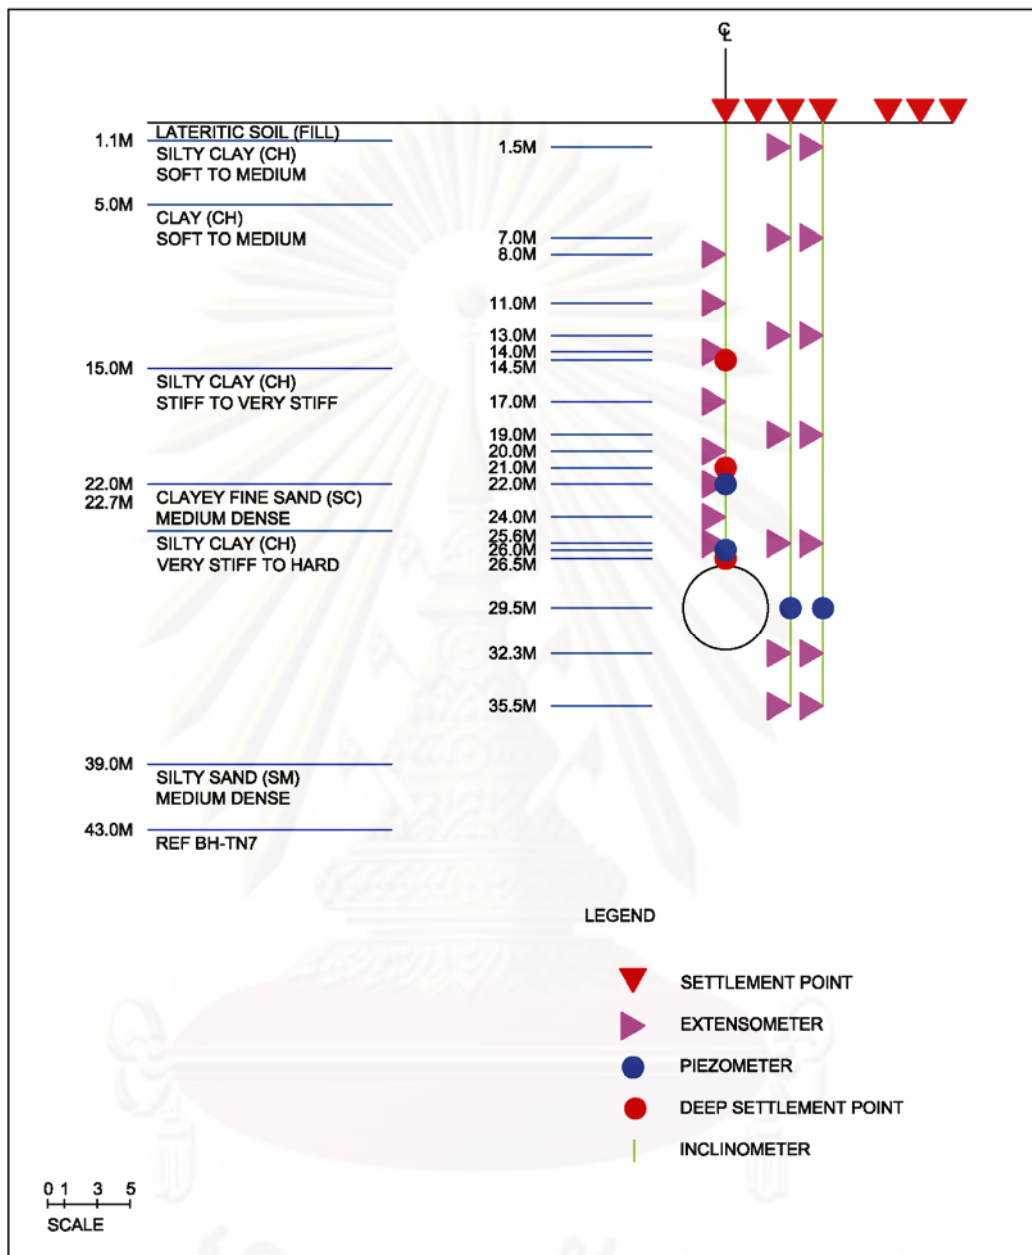 ℄
LATERITIC SOIL (FILL)
1.1M
SILTY CLAY (CH)
SOFT TO MEDIUM
5.0M
CLAY (CH)
SOFT TO MEDIUM
15.0M
SILTY CLAY (CH)
STIFF TO VERY STIFF
22.0M
22.7M
CLAYEY FINE SAND (SC)
MEDIUM DENSE
SILTY CLAY (CH)
VERY STIFF TO HARD
39.0M
SILTY SAND (SM)
MEDIUM DENSE
43.0M
REF BH-TN7
1.5M
7.0M
8.0M
11.0M
13.0M
14.0M
14.5M
17.0M
19.0M
20.0M
21.0M
22.0M
24.0M
25.6M
26.0M
26.5M
29.5M
32.3M
35.5M
LEGEND
SETTLEMENT POINT
EXTENSOMETER
PIEZOMETER
DEEP SETTLEMENT POINT
INCLINOMETER
0 1 3 5
SCALE